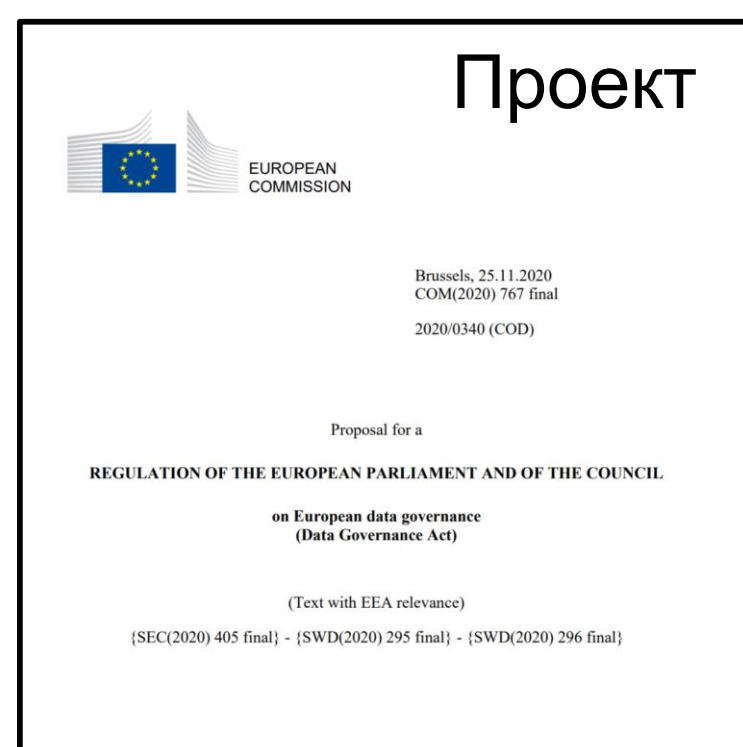 Проект
EUROPEAN
COMMISSION
Brussels, 25.11.2020
COM(2020) 767 final
2020/0340 (COD)
Proposal for a
REGULATION OF THE EUROPEAN PARLIAMENT AND OF THE COUNCIL
on European data governance
(Data Governance Act)
(Text with EEA relevance)
{SEC(2020) 405 final} - {SWD(2020) 295 final} - {SWD(2020) 296 final}